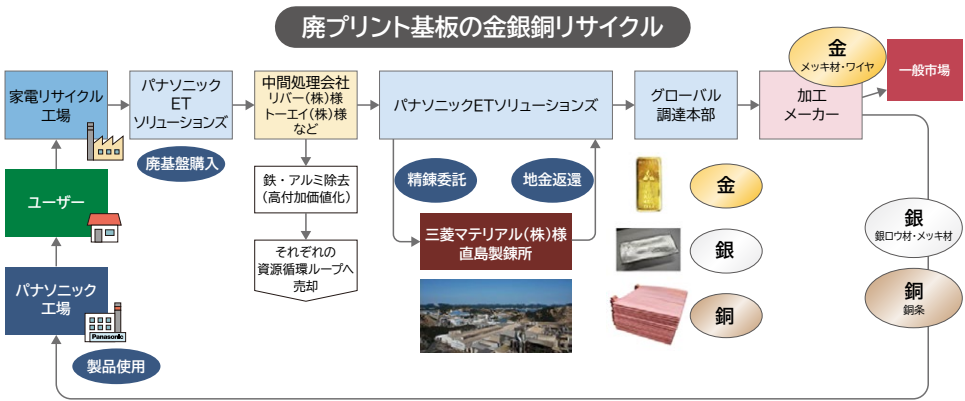 廃プリント基板の金銀銅リサイクル
家電リサイクル
工場
パナソニック
ET
ソリューションズ
中間処理会社
リバー(株)様
トーエイ(株)様
など
パナソニックETソリューションズ
グローバル
調達本部
加工
メーカー
金
メッキ材・ワイヤ
一般市場
廃基盤購入
ユーザー
鉄・アルミ除去
(高付加価値化)
精錬委託
地金返還
金
三菱マテリアル(株)様
直島製錬所
銀
銀
銀ロウ材・メッキ材
それぞれの
資源循環ループへ
売却
パナソニック
工場
Panasonic
銅
銅
銅条
製品使用